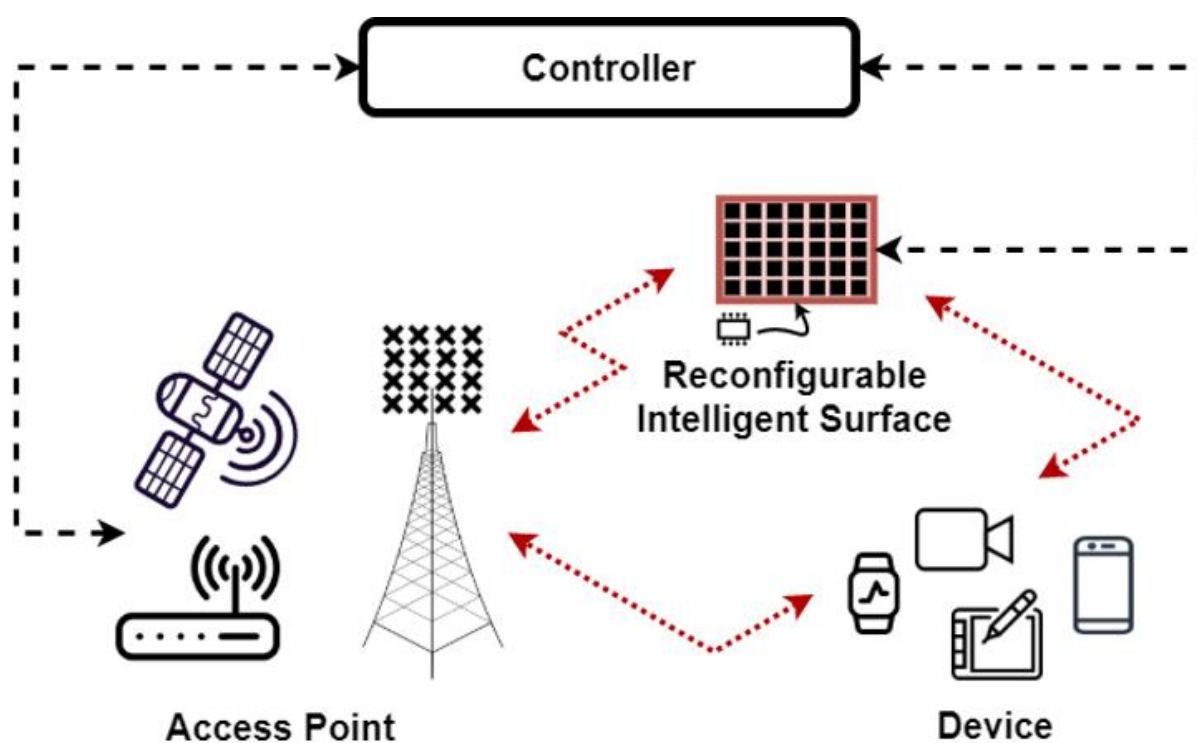 Controller
Reconfigurable
Intelligent Surface
Access Point
Device